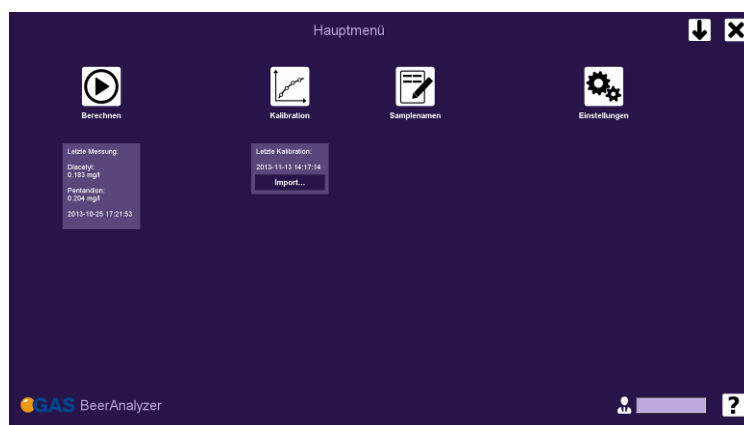 Hauptmenü
Berechnen
Kalibration
Samplenamen
Einstellungen
Letzte Messung:
Diacetyl:
0.183 mg/l
Pentandion:
0.204 mg/l
2013-10-25 17:21:53
Letzte Kalibration:
2013-11-13 14:17:14
Import...
GAS BeerAnalyzer
?